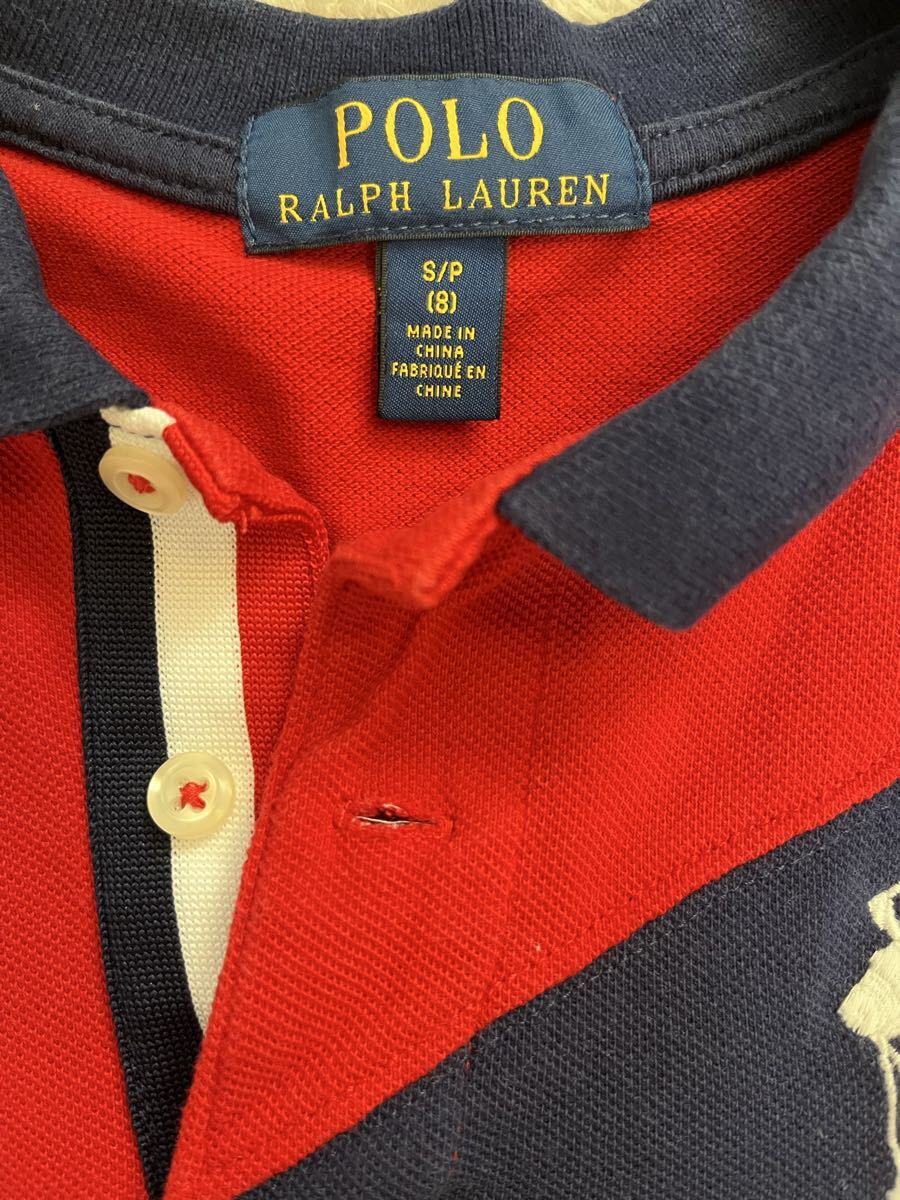 POLO
RALPH LAUREN
S/P
(8)
MADE IN
CHINA
FABRIQUÉ EN
CHINE